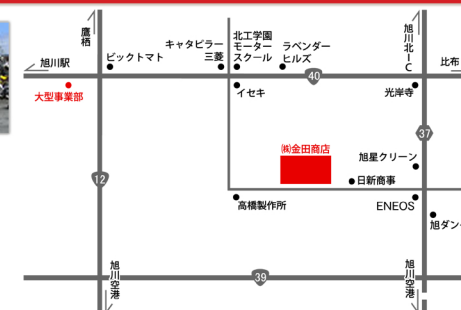 鷹栖
旭川北IC
北工学園
モーター
スクール
キャタピラー
三菱
ラベンダー
ヒルズ
旭川駅
ビックトマト
比布
40
大型事業部
イセキ
光岸寺
37
㈱金田商店
旭星クリーン
12
日新商事
高橋製作所
ENEOS
旭ダン
旭川空港
39
旭川空港